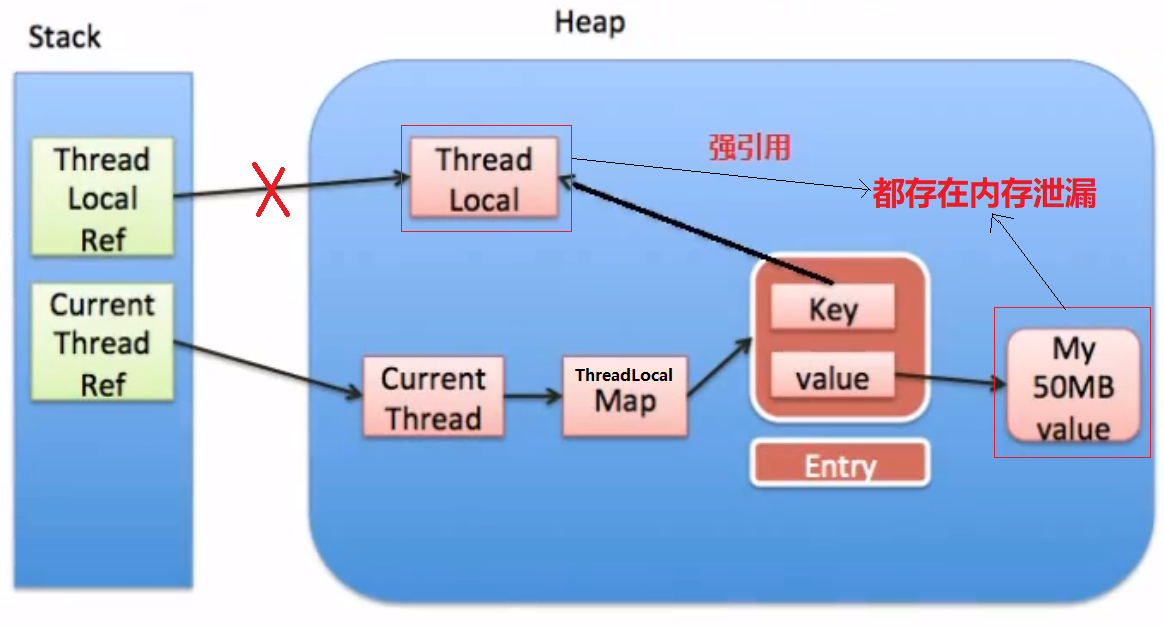 Stack
Heap
Thread
Local
Ref
Thread
Local
强引用
都存在内存泄漏
Current
Thread
Ref
Key
value
My
50MB
value
Current
Thread
ThreadLocal
Map
Entry